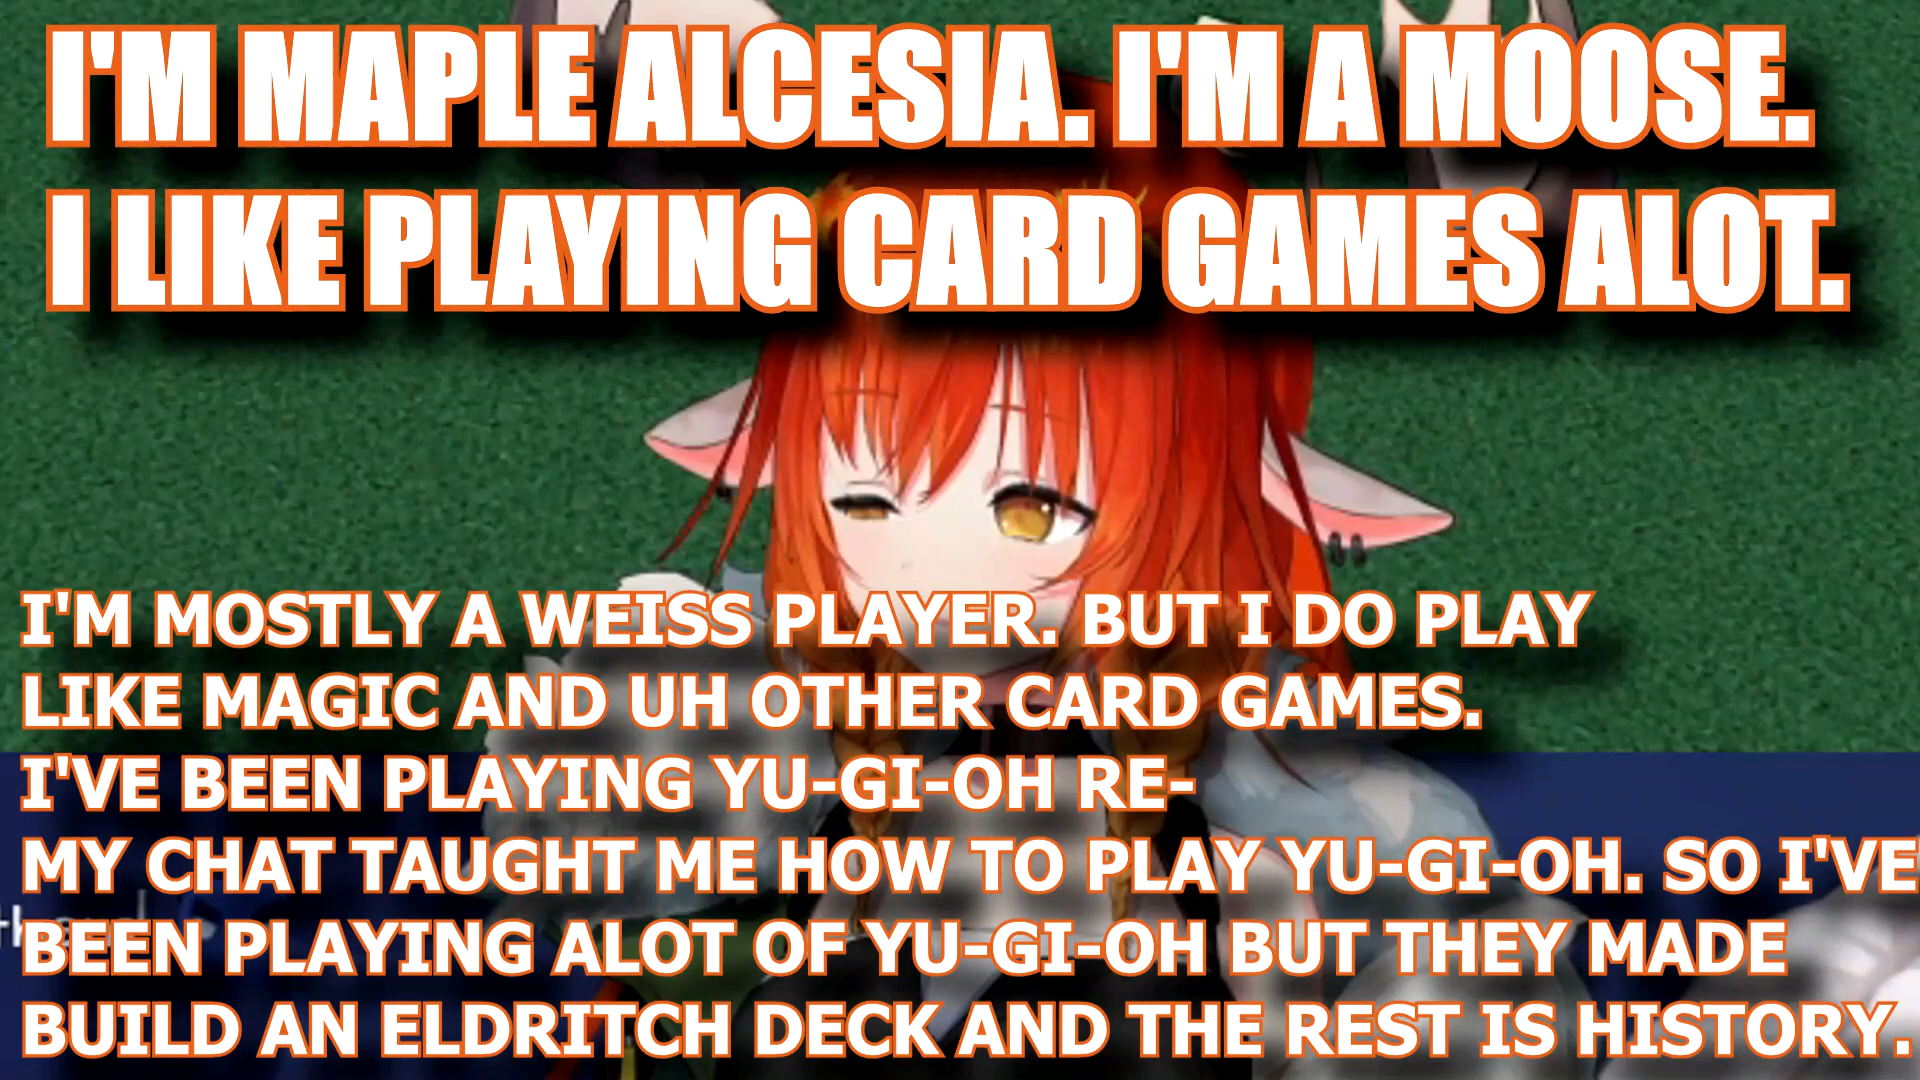 I'M MAPLE ALCESIA. I'M A MOOSE.
I LIKE PLAYING CARD GAMES ALOT.
I'M MOSTLY A WEISS PLAYER. BUT I DO PLAY
LIKE MAGIC AND UH OTHER CARD GAMES.
I'VE BEEN PLAYING YU-GI-OH RE-
MY CHAT TAUGHT ME HOW TO PLAY YU-GI-OH. SO I'VE
BEEN PLAYING ALOT OF YU-GI-OH BUT THEY MADE
BUILD AN ELDRITCH DECK AND THE REST IS HISTORY.